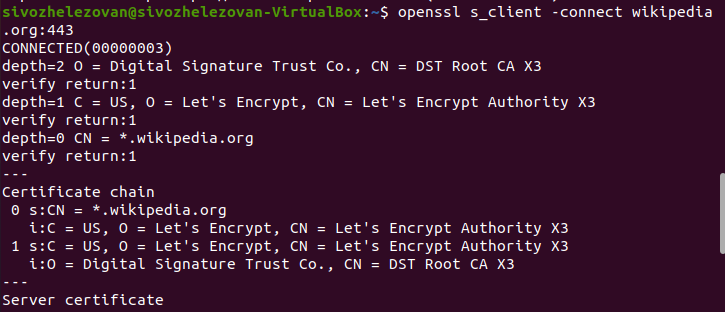 sivozhelezovan@sivozhelezovan-VirtualBox:~$ openssl s_client -connect wikipedia
.org:443
CONNECTED(00000003)
depth=2 O = Digital Signature Trust Co., CN = DST Root CA X3
verify return:1
depth=1 C = US, O = Let's Encrypt, CN = Let's Encrypt Authority X3
verify return:1
depth=0 CN = *.wikipedia.org
verify return:1
---
Certificate chain
 0 s:CN = *.wikipedia.org
   i:C = US, O = Let's Encrypt, CN = Let's Encrypt Authority X3
 1 s:C = US, O = Let's Encrypt, CN = Let's Encrypt Authority X3
   i:O = Digital Signature Trust Co., CN = DST Root CA X3
---
Server certificate